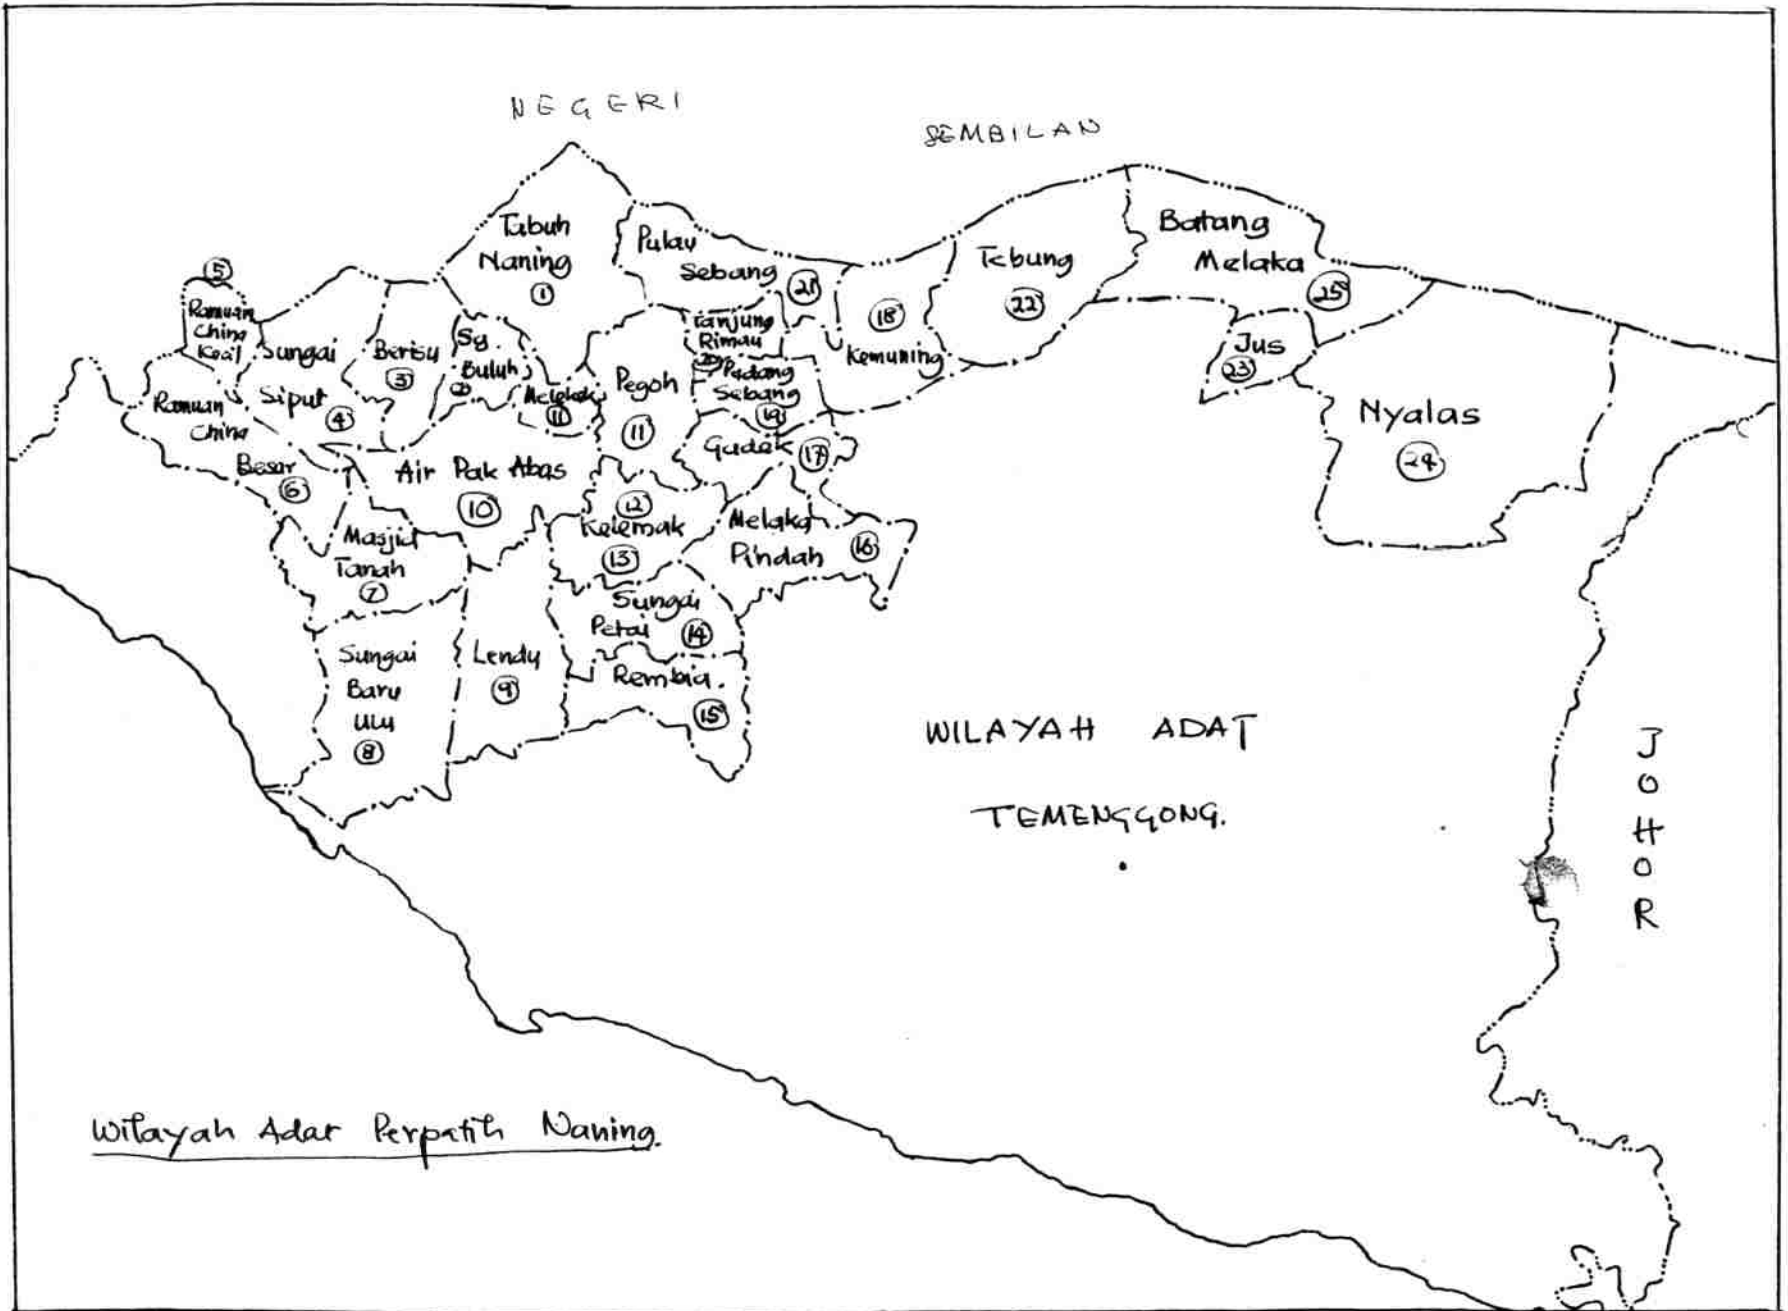 NEGERI
SEMBILAN
Tabuh
Naning
1
Pulau
Sebang
21
Kemuning
18
Tebung
22
Batang
Melaka
25
Jus
23
Nyalas
24
5
Ramuan
China
Kecil
Sungai
Siput
4
Berisu
3
Sg.
Buluh
2
Melekek
11
Pegoh
11
Tanjung
Rimau
20
Padang
Sebang
19
Gadek
17
Ramuan
China
Besar
6
Air Pak Abas
10
12
Kelemak
13
Melaka
Pindah
16
Masjid
Tanah
7
Sungai
Petai
14
Sungai
Baru
Ulu
8
Lendu
9
Rembia.
15
WILAYAH ADAT
TEMENGGONG.
J
O
H
O
R
Wilayah Adat Perpatih Naning.